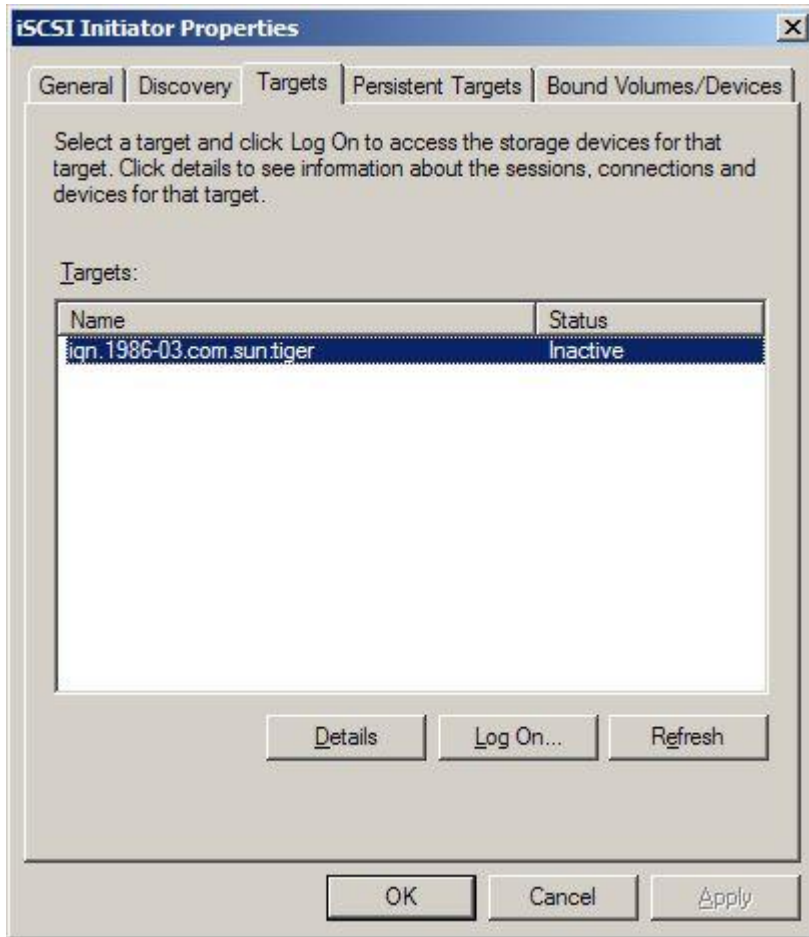 iSCSI Initiator Properties
General Discovery Targets Persistent Targets Bound Volumes/Devices
Select a target and click Log On to access the storage devices for that
target. Click details to see information about the sessions, connections and
devices for that target.
Targets:
Name Status
iqn.1986-03.com.sun:tiger Inactive
Details Log On... Refresh
OK Cancel Apply